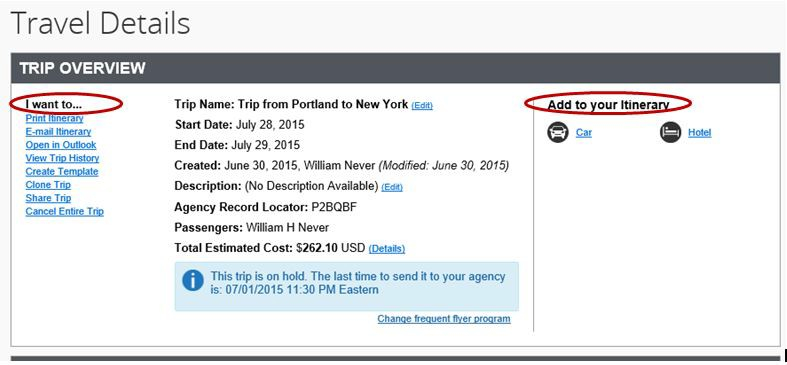 Travel Details
TRIP OVERVIEW
I want to...
Print Itinerary
E-mail Itinerary
Open in Outlook
View Trip History
Create Template
Clone Trip
Share Trip
Cancel Entire Trip
Trip Name: Trip from Portland to New York (Edit)
Start Date: July 28, 2015
End Date: July 29, 2015
Created: June 30, 2015, William Never (Modified: June 30, 2015)
Description: (No Description Available) (Edit)
Agency Record Locator: P2BQBF
Passengers: William H Never
Total Estimated Cost: $262.10 USD (Details)
This trip is on hold. The last time to send it to your agency
is: 07/01/2015 11:30 PM Eastern
Change frequent flyer program
Add to your Itinerary
Car
Hotel